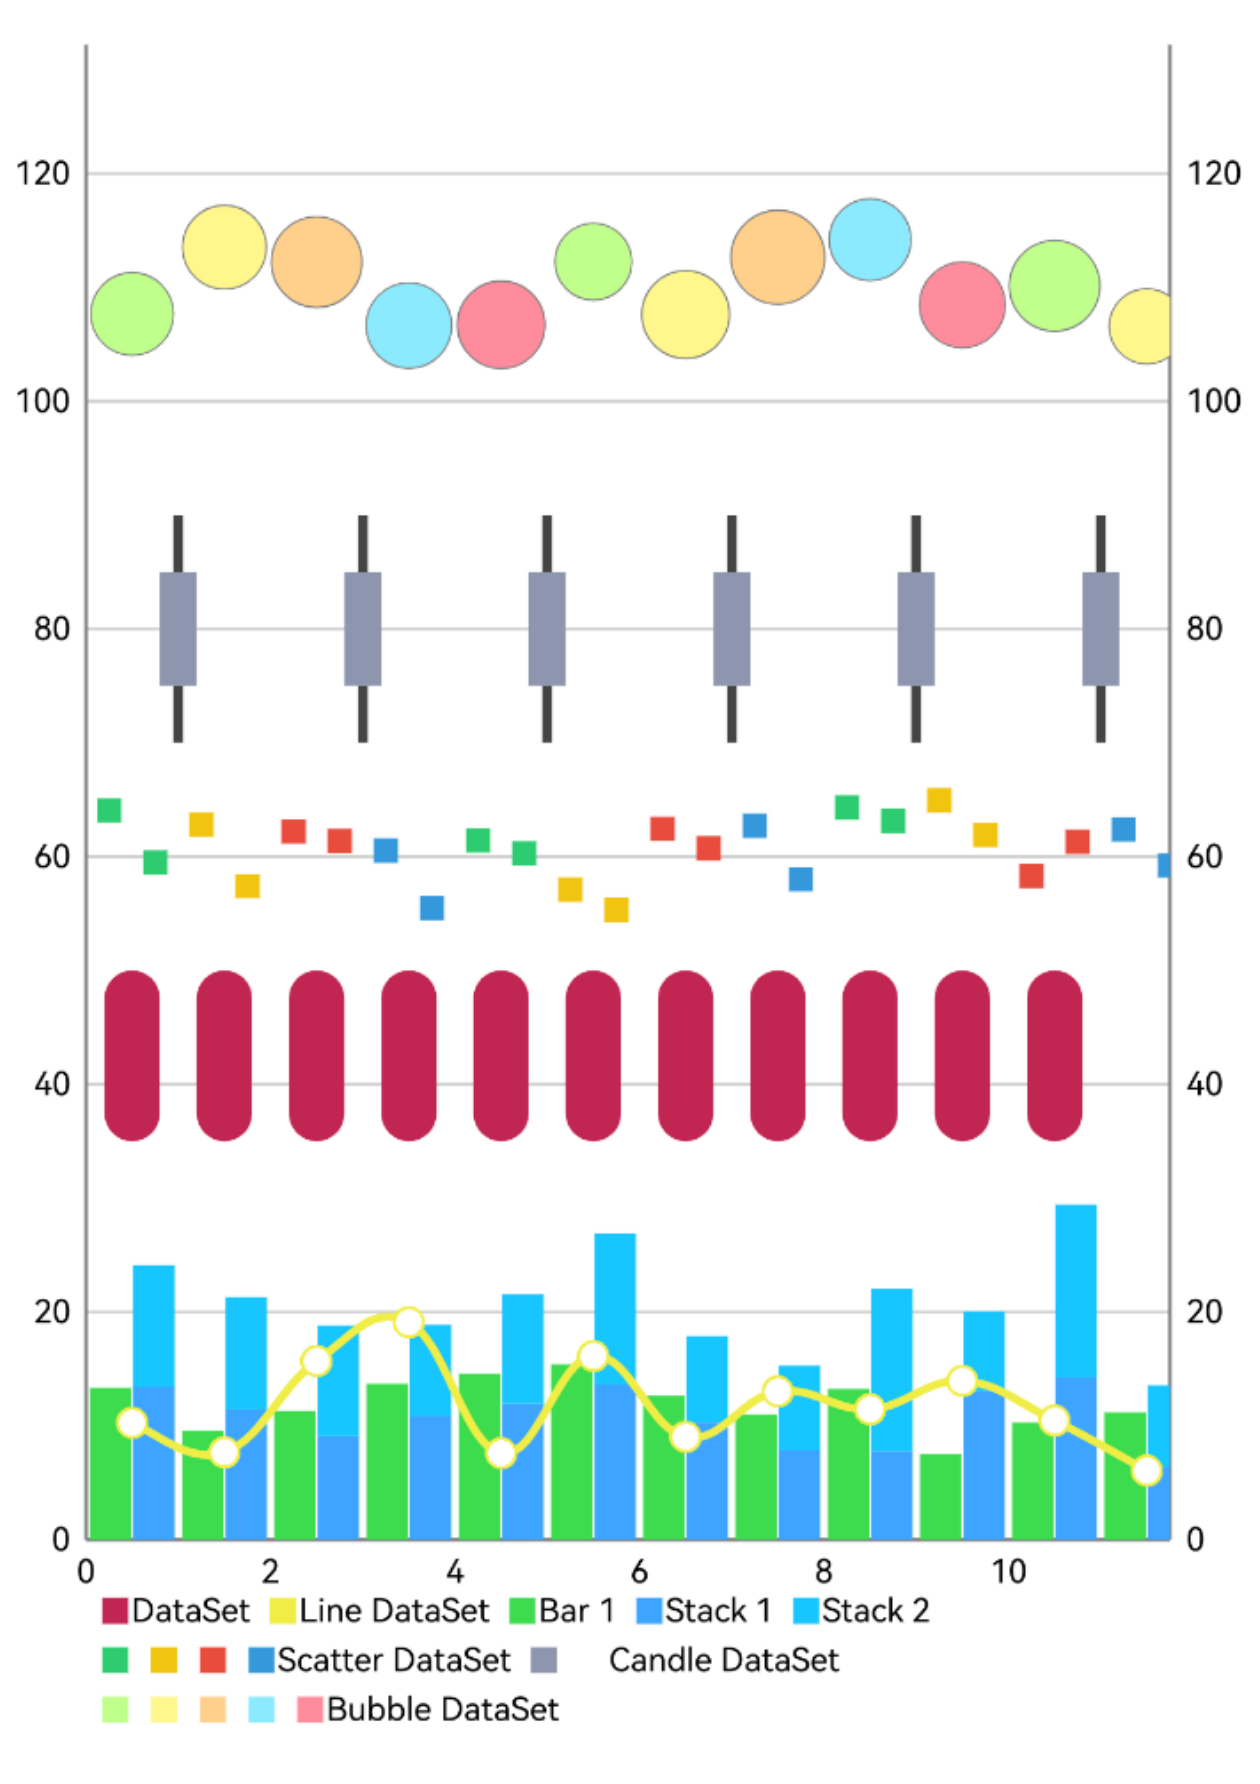 120 120
100 100
80 80
60 60
40 40
20 20
0 0
0 2 4 6 8 10
DataSet Line DataSet Bar 1 Stack 1 Stack 2
Scatter DataSet Candle DataSet
Bubble DataSet